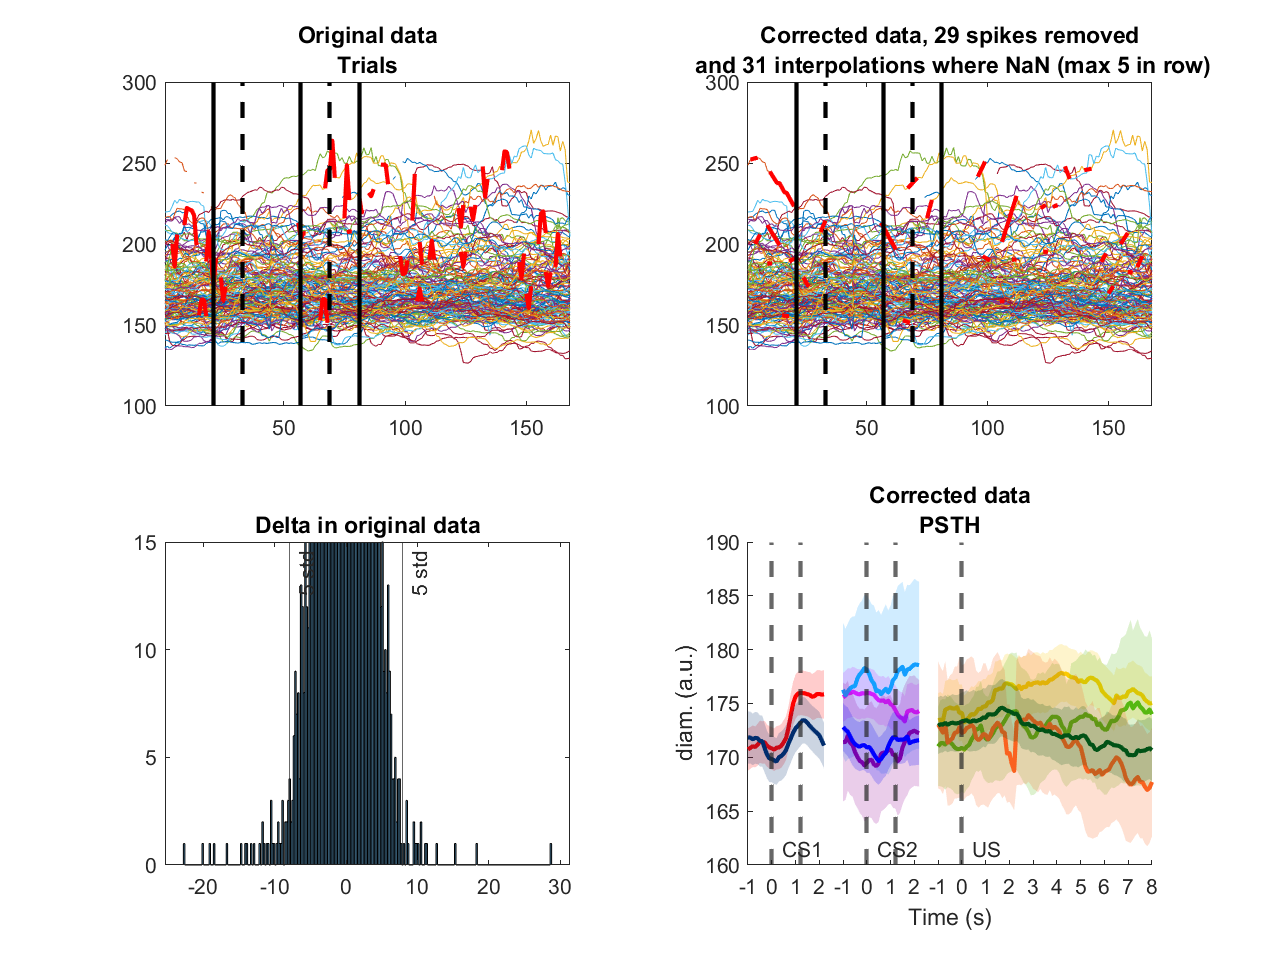 Original data
Trials
300
250
200
150
100
50
100
150
Corrected data, 29 spikes removed
and 31 interpolations where NaN (max 5 in row)
300
250
200
150
100
50
100
150
Delta in original data
15
10
5
0
5 std
5 std
-20
-10
0
10
20
30
Corrected data
PSTH
190
185
180
175
170
165
160
diam. (a.u.)
CS1
CS2
US
-1 0 1 2 -1 0 1 2 -1 0 1 2 3 4 5 6 7 8
Time (s)